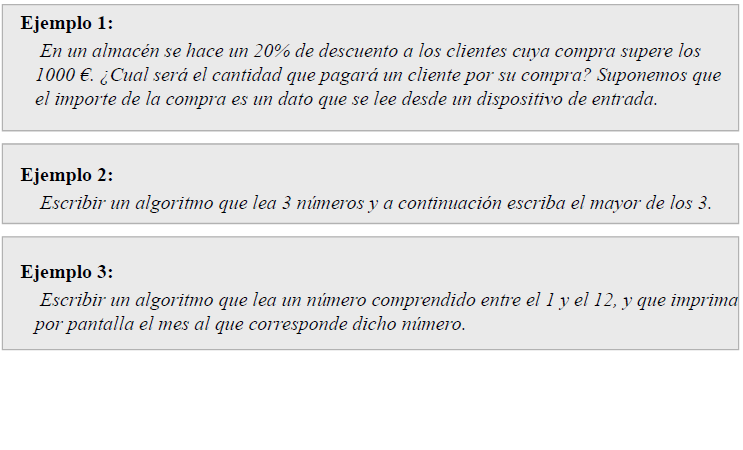 Ejemplo 1:
En un almacén se hace un 20% de descuento a los clientes cuya compra supere los
1000 €. ¿Cual será el cantidad que pagará un cliente por su compra? Suponemos que
el importe de la compra es un dato que se lee desde un dispositivo de entrada.
Ejemplo 2:
Escribir un algoritmo que lea 3 números y a continuación escriba el mayor de los 3.
Ejemplo 3:
Escribir un algoritmo que lea un número comprendido entre el 1 y el 12, y que imprima
por pantalla el mes al que corresponde dicho número.